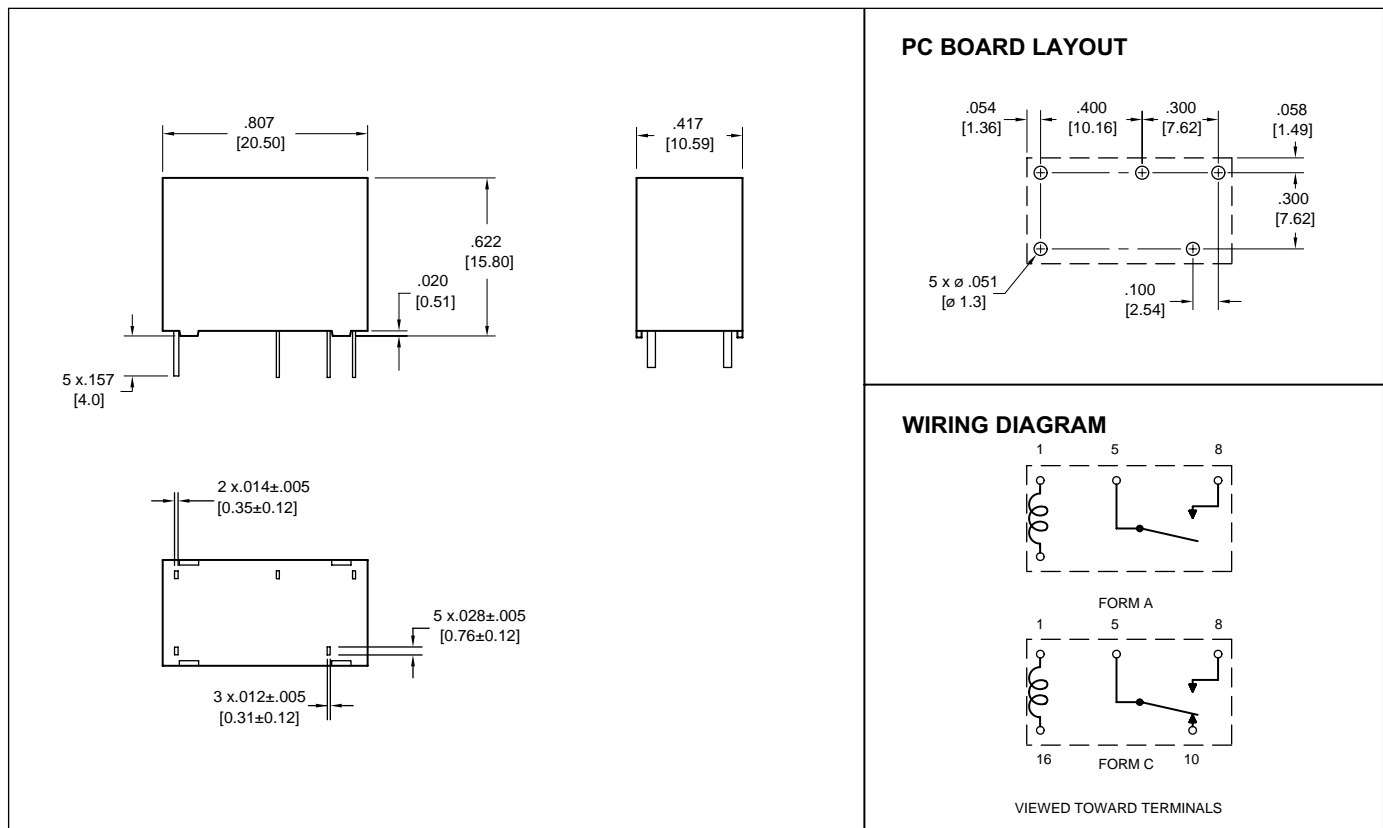 .807
[20.50]
.417
[10.59]
.622
[15.80]
.020
[0.51]
5 x.157
[4.0]
2 x.014±.005
[0.35±0.12]
5 x.028±.005
[0.76±0.12]
3 x.012±.005
[0.31±0.12]
PC BOARD LAYOUT
.054
[1.36]
.400
[10.16]
.300
[7.62]
.058
[1.49]
.300
[7.62]
5 x ø .051
[ø 1.3]
.100
[2.54]
WIRING DIAGRAM
1 5 8
FORM A
1 5 8
16 FORM C 10
VIEWED TOWARD TERMINALS